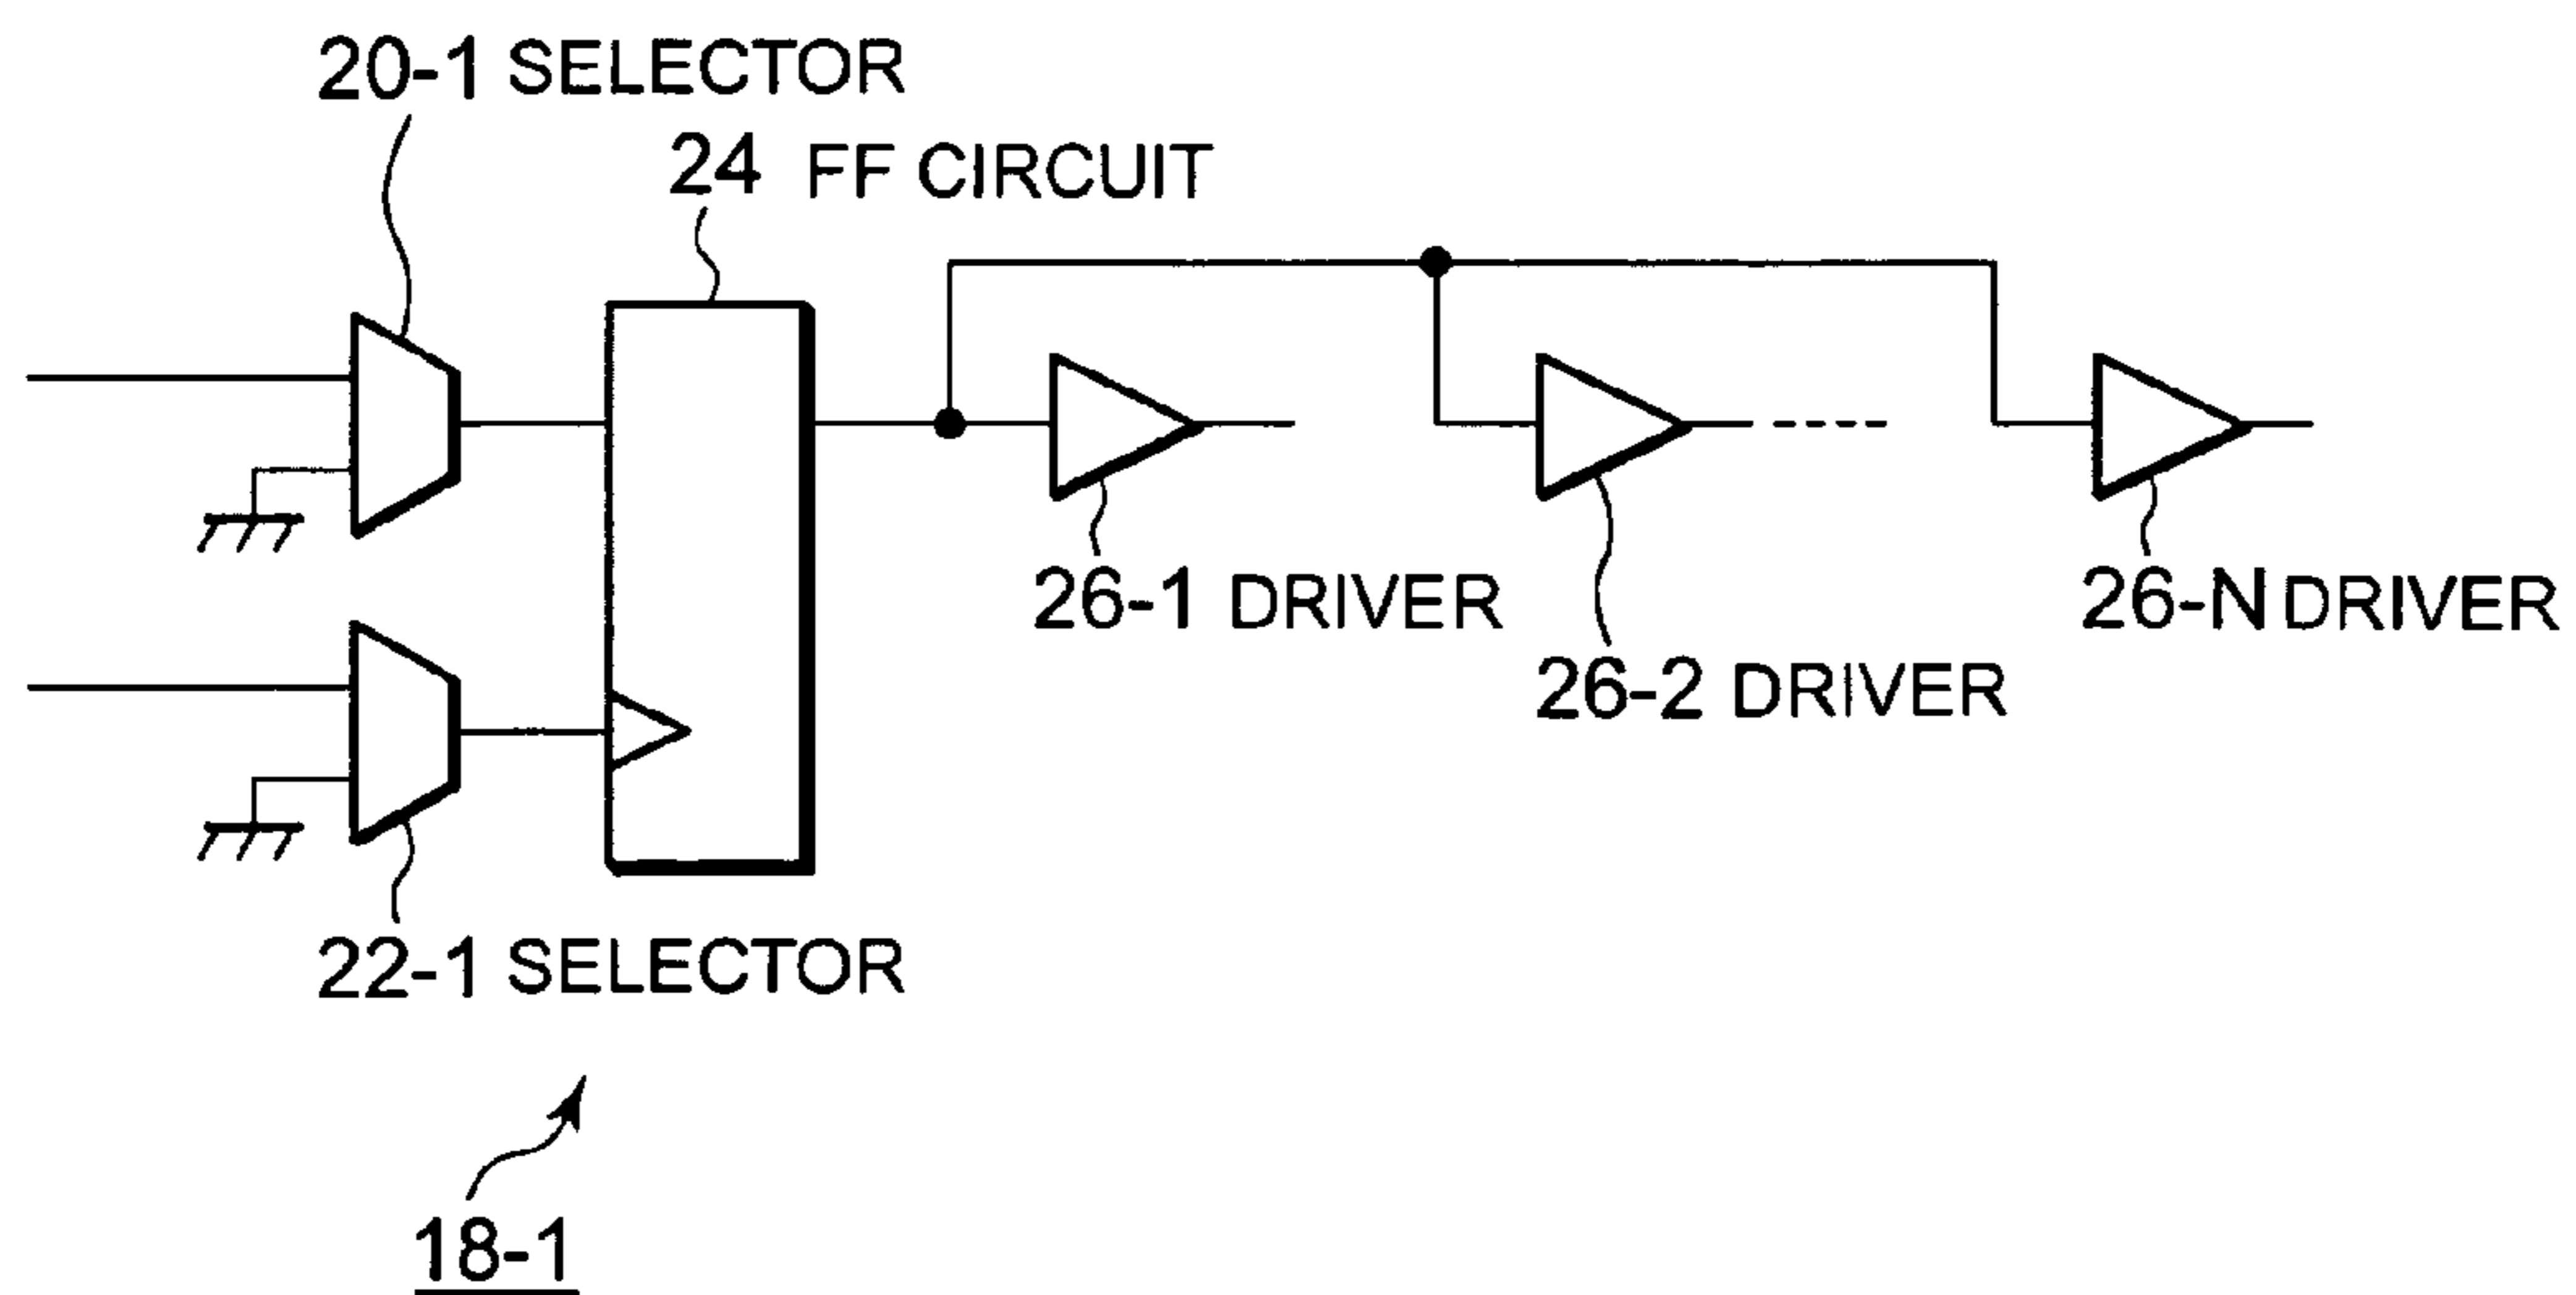 20-1 SELECTOR
24 FF CIRCUIT
26-1 DRIVER
26-N DRIVER
26-2 DRIVER
22-1 SELECTOR
18-1